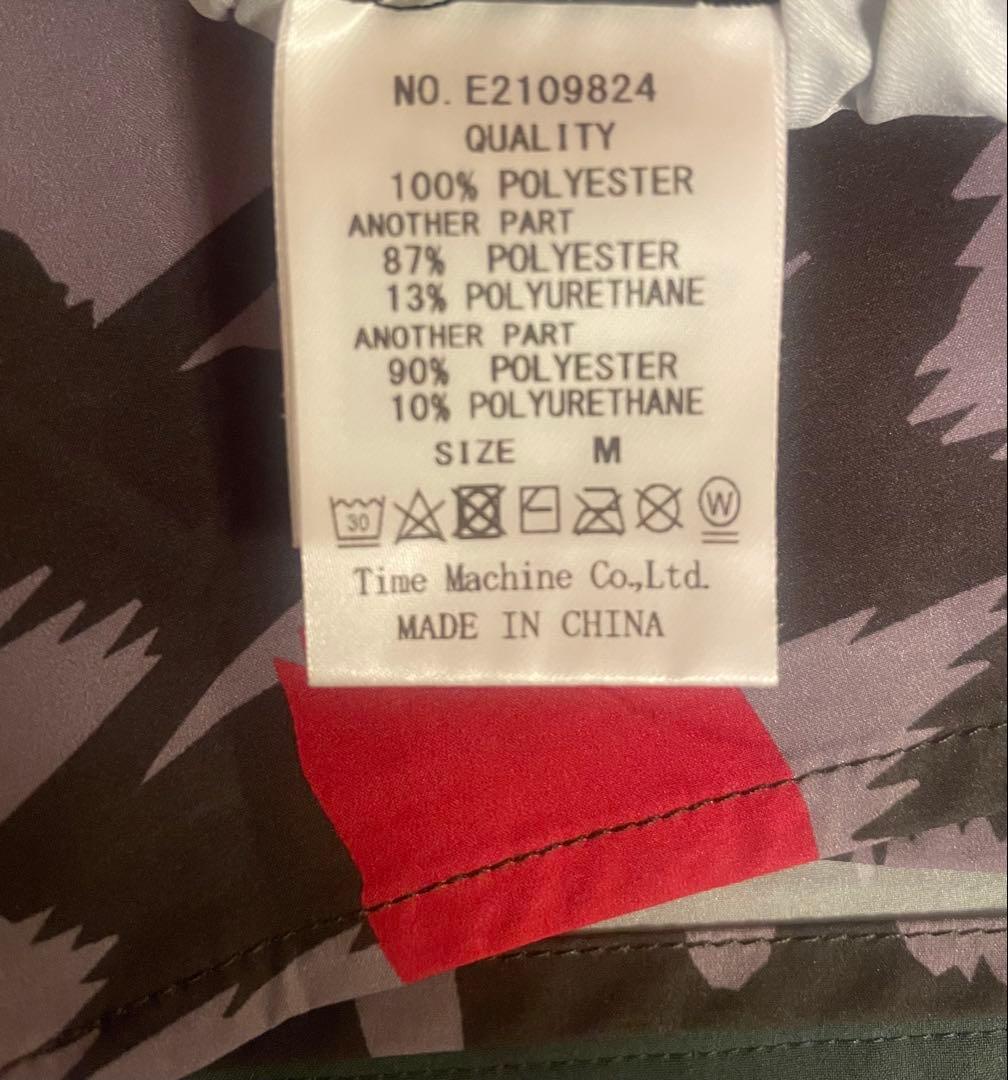 NO. E2109824
QUALITY
100% POLYESTER
ANOTHER PART
87% POLYESTER
13% POLYURETHANE
ANOTHER PART
90% POLYESTER
10% POLYURETHANE
SIZE M
30 W
Time Machine Co.,Ltd.
MADE IN CHINA